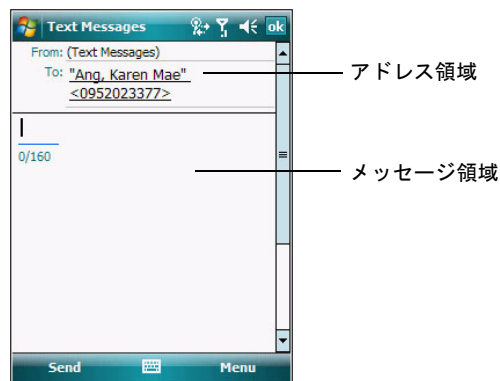 Text Messages ok
From: (Text Messages)
To: "Ang, Karen Mae"
<0952023377>
アドレス領域
0/160
メッセージ領域
Send Menu